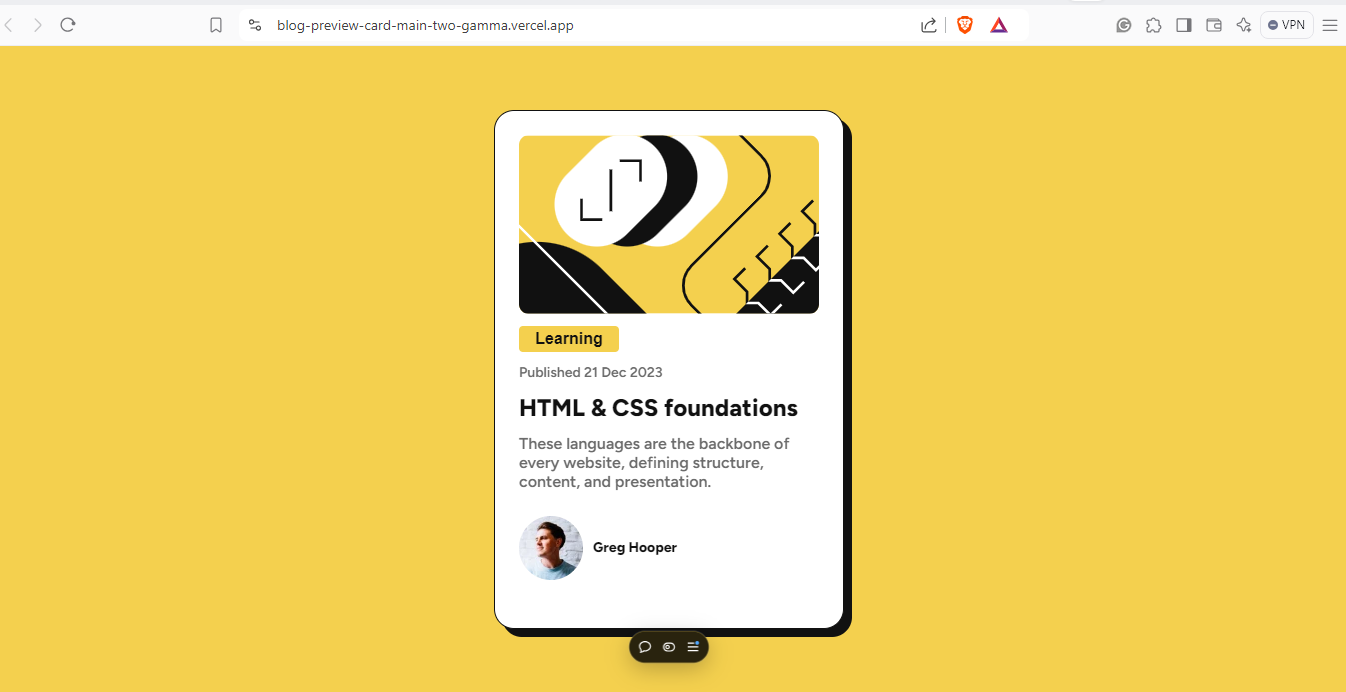 blog-preview-card-main-two-gamma.vercel.app
VPN
Learning
Published 21 Dec 2023
HTML & CSS foundations
These languages are the backbone of
every website, defining structure,
content, and presentation.
Greg Hooper